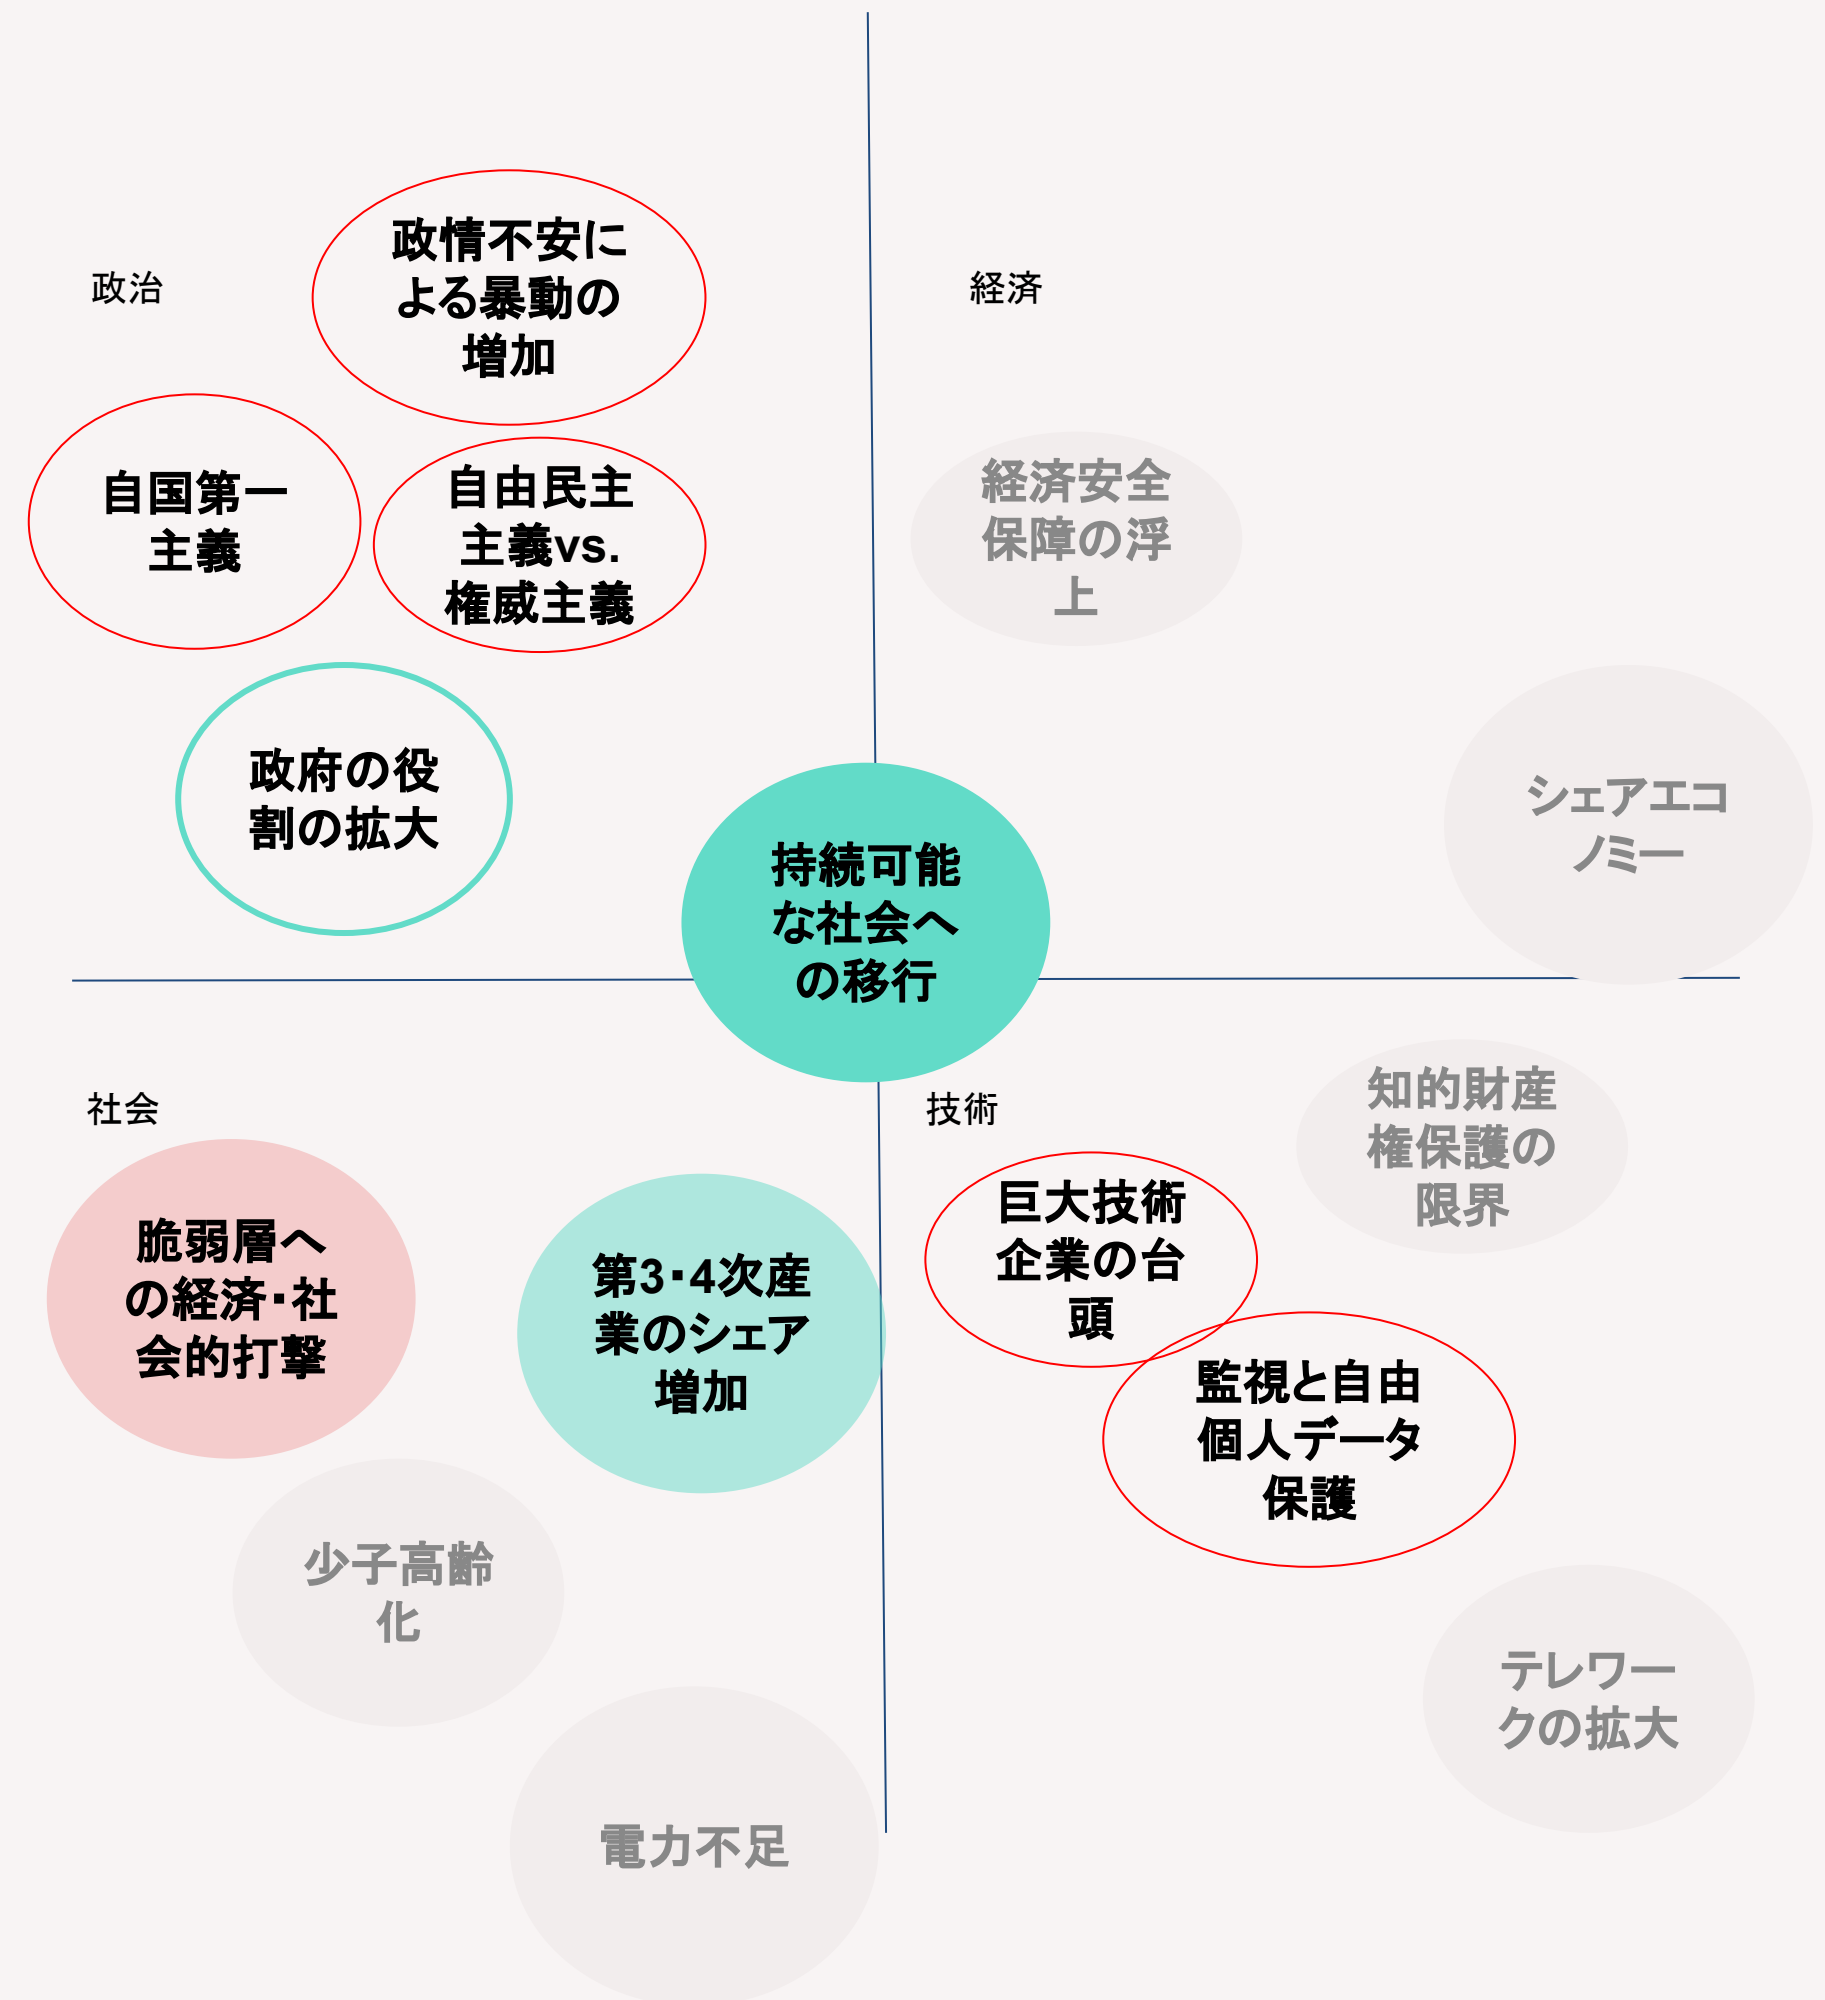 政治
政情不安に
よる暴動の
増加
自国第一
主義
自由民主
主義vs.
権威主義
政府の役
割の拡大
経済
経済安全
保障の浮
上
シェアエコ
ノミー
持続可能
な社会へ
の移行
社会
脆弱層へ
の経済・社
会的打撃
第3・4次産
業のシェア
増加
少子高齢
化
電力不足
技術
知的財産
権保護の
限界
巨大技術
企業の台
頭
監視と自由
個人データ
保護
テレワー
クの拡大